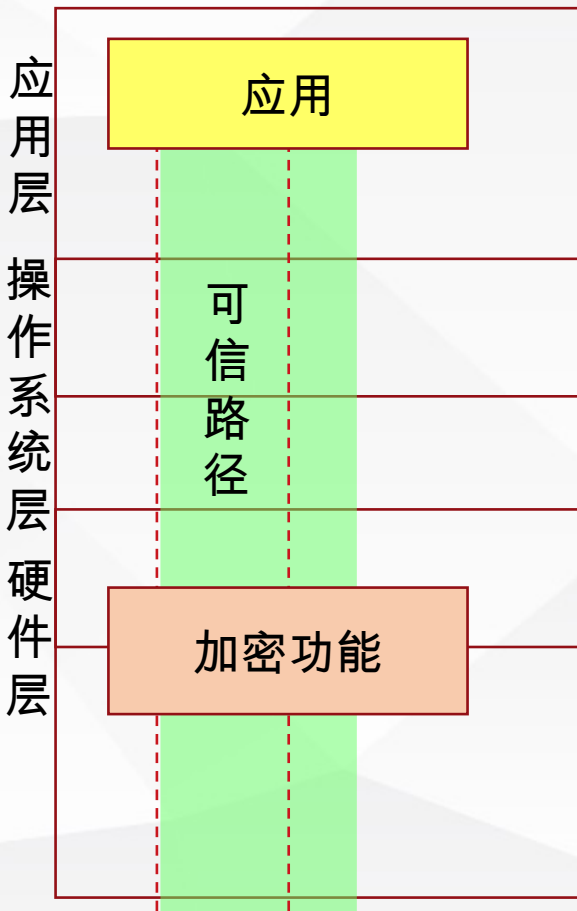 应用层
操作系统层
硬件层
应用
可信路径
加密功能